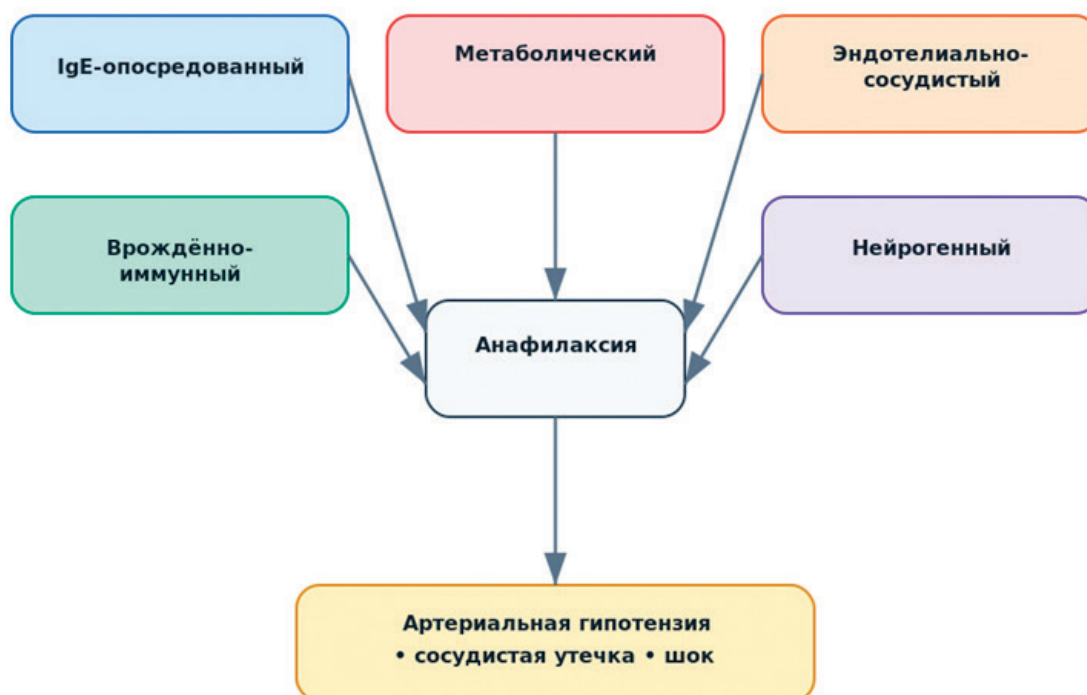 IgE-опосредованный
Метаболический
Эндотелиально-
сосудистый
Врождённо-
иммунный
Нейрогенный
Анафилаксия
Артериальная гипотензия
• сосудистая утечка • шок